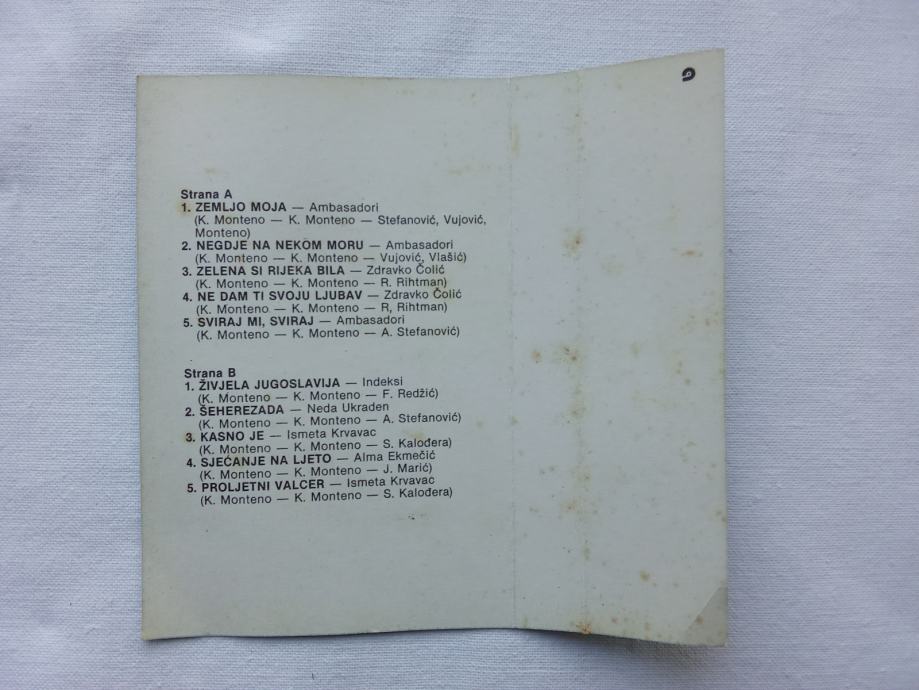 Strana A
1. ZEMLJO MOJA — Ambasadori
(K. Monteno — K. Monteno — Stefanović, Vujović,
Monteno)
2. NEGDJE NA NEKOM MORU — Ambasadori
(K. Monteno — K. Monteno — Vujović, Vlašić)
3. ZELENA SI RIJEKA BILA — Zdravko Čolić
(K. Monteno — K. Monteno — R. Rihtman)
4. NE DAM TI SVOJU LJUBAV — Zdravko Čolić
(K. Monteno — K. Monteno — R, Rihtman)
5. SVIRAJ MI, SVIRAJ — Ambasadori
(K. Monteno — K. Monteno — A. Stefanović)
Strana B
1. ŽIVJELA JUGOSLAVIJA — Indeksi
(K. Monteno — K. Monteno — F. Redžić)
2. ŠEHEREZADA — Neda Ukraden
(K. Monteno — K. Monteno — A. Stefanović)
3. KASNO JE — Ismeta Krvavac
(K. Monteno — K. Monteno — S. Kalođera)
4. SJEĆANJE NA LJETO — Alma Ekmečić
(K. Monteno — K. Monteno — J. Marić)
5. PROLJETNI VALCER — Ismeta Krvavac
(K. Monteno — K. Monteno — S. Kalođera)